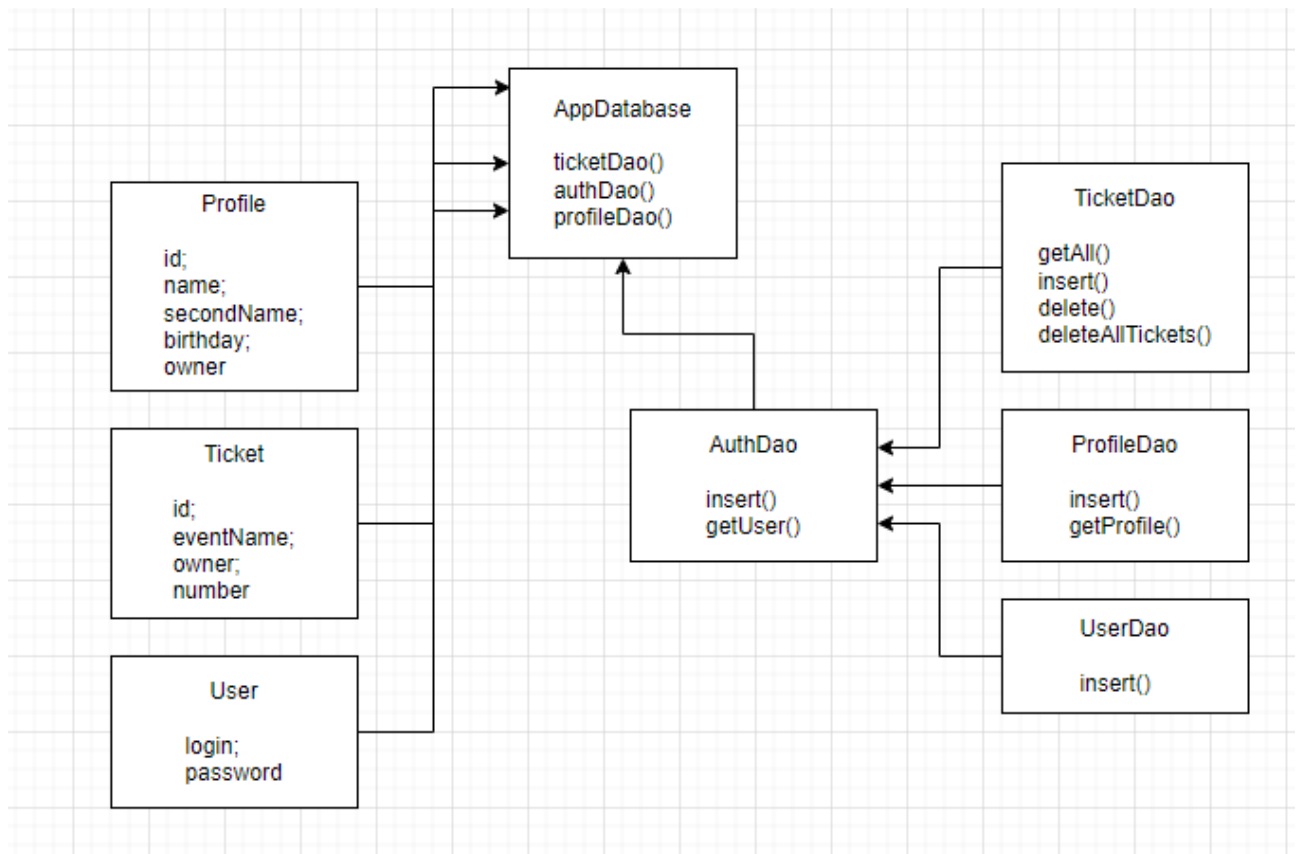 AppDatabase
ticketDao()
authDao()
profileDao()
Profile
id;
name;
secondName;
birthday;
owner
Ticket
id;
eventName;
owner;
number
User
login;
password
AuthDao
insert()
getUser()
TicketDao
getAll()
insert()
delete()
deleteAllTickets()
ProfileDao
insert()
getProfile()
UserDao
insert()